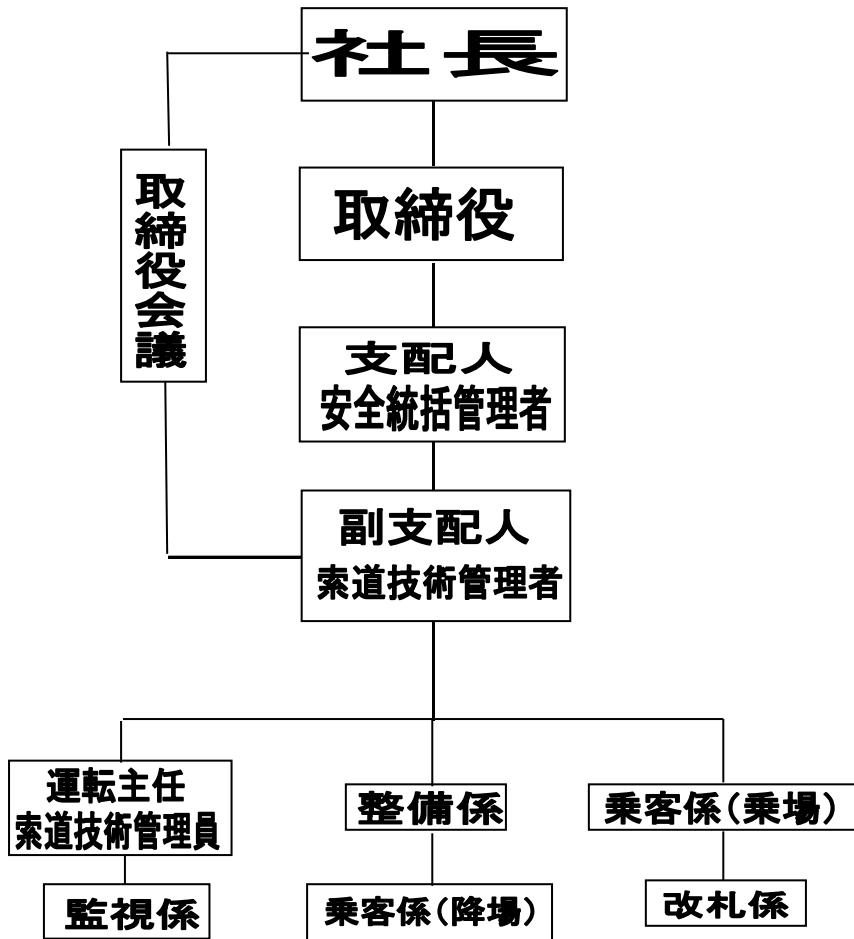 社長
取締役会議
取締役
支配人
安全統括管理者
副支配人
索道技術管理者
運転主任
索道技術管理員
整備係
乗客係（乗場）
監視係
乗客係（降場）
改札係